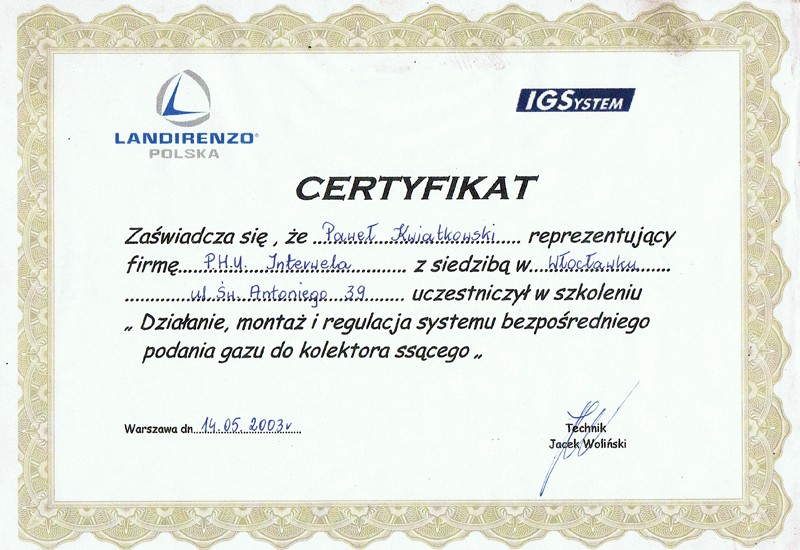 LANDIRENZO®
POLSKA
IGSYSTEM
CERTYFIKAT
Zaświadcza się, że Paweł Kwiatkowski reprezentujący
firmę P.H.U. Interwela z siedzibą w Włocławku
ul. Św. Antoniego 39 uczestniczył w szkoleniu
„ Działanie, montaż i regulacja systemu bezpośredniego
podania gazu do kolektora ssącego „
Warszawa dn. 14.05.2003r
Technik
Jacek Woliński